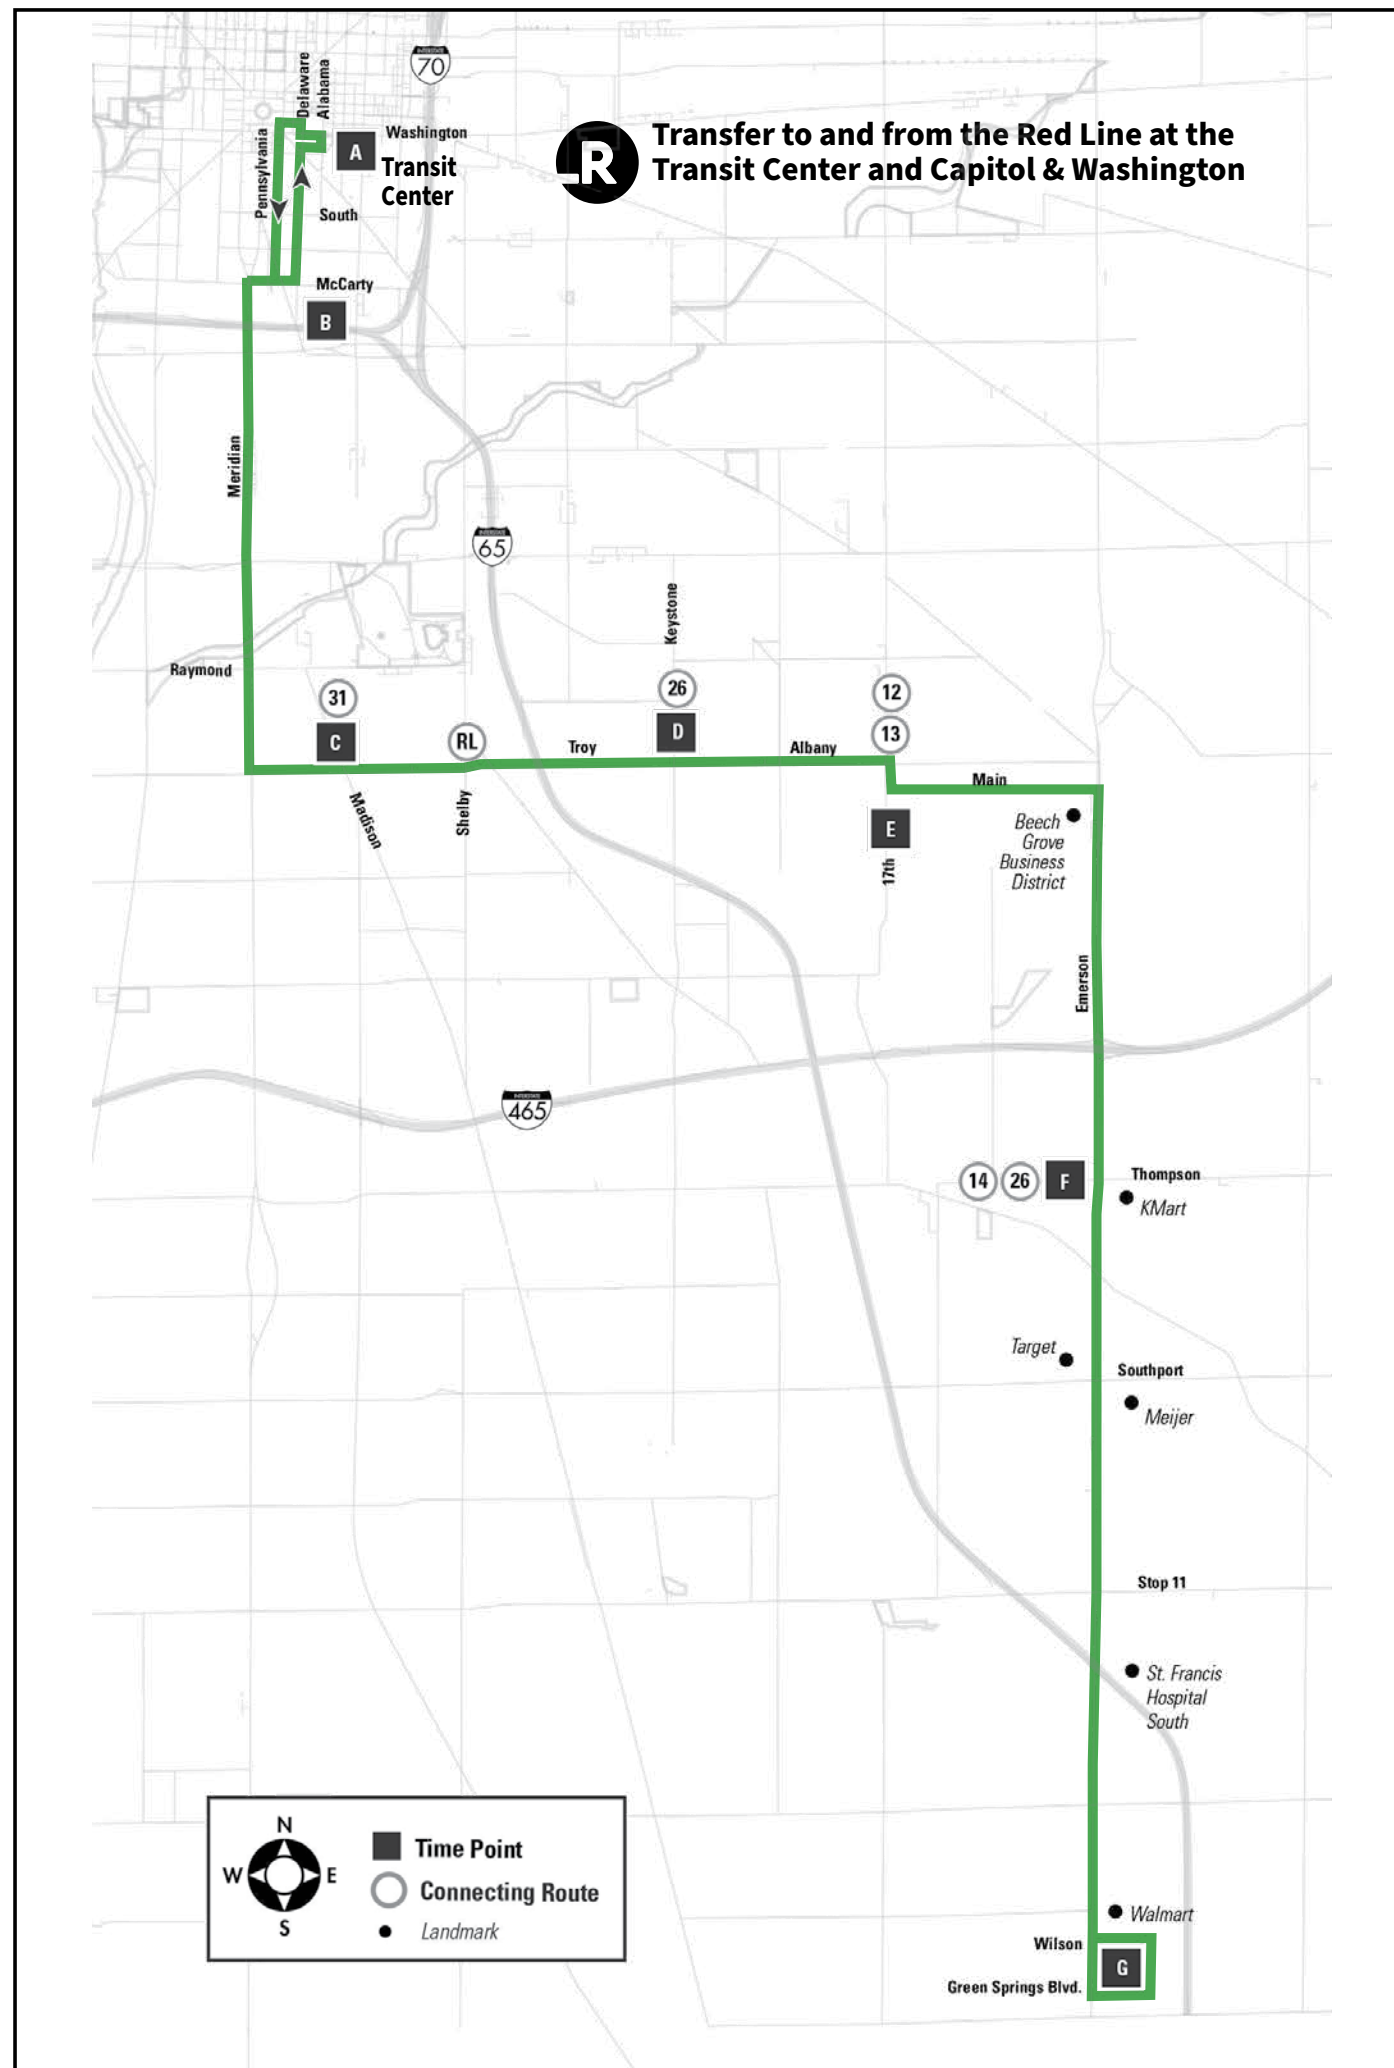 INTERSTATE
70
Delaware
Alabama
Pennsylvania
Washington
A
Transit
Center
South
R
Transfer to and from the Red Line at the
Transit Center and Capitol & Washington
McCarty
B
Meridian
INTERSTATE
65
Keystone
Raymond
31
C
RL
26
D
12
13
Troy
Albany
Main
Madison
Shelby
E
17th
Beech
Grove
Business
District
Emerson
INTERSTATE
465
14
26
F
Thompson
KMart
Target
Southport
Meijer
Stop 11
St. Francis
Hospital
South
N
W
E
S
Time Point
Connecting Route
Landmark
Walmart
Wilson
G
Green Springs Blvd.